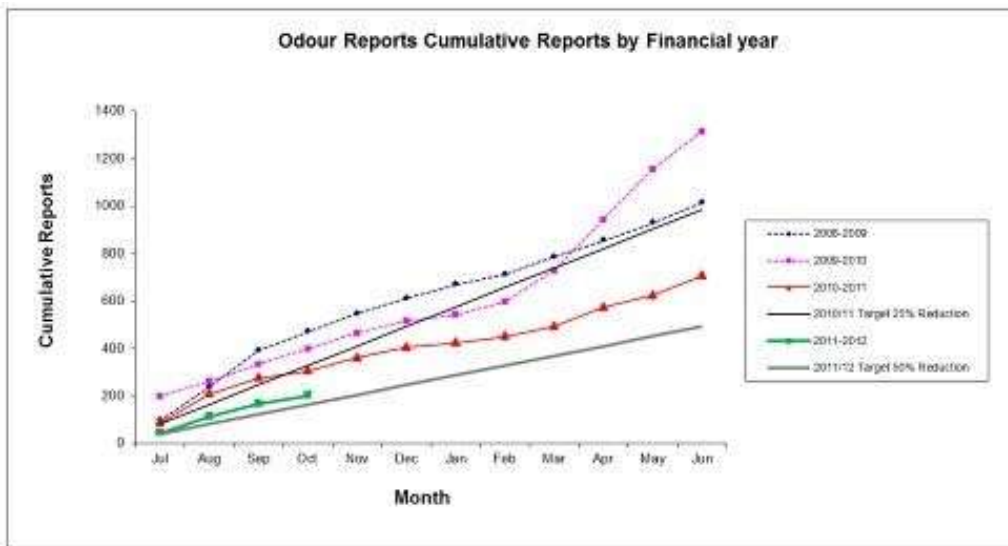 Odour Reports Cumulative Reports by Financial year
Cumulative Reports
1400
1200
1000
800
600
400
200
0
Jul Aug Sep Oct Nov Dec Jan Feb Mar Apr May Jun
Month
2008-2009
2009-2010
2010-2011
2010/11 Target 25% Reduction
2011-2012
2011/12 Target 50% Reduction